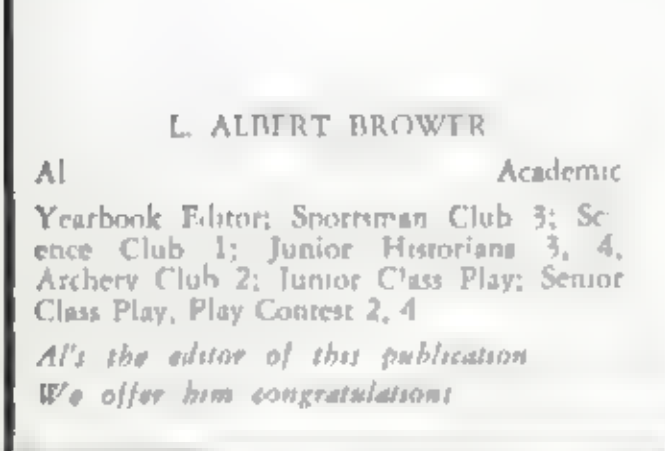 L. ALBERT BROWER
Al Academic
Yearbook Editor; Sportsman Club 3; Sc-
ence Club 1; Junior Historians 3, 4,
Archery Club 2; Junior Class Play; Senior
Class Play, Play Contest 2, 4
Al's the editor of this publication
We offer him congratulations